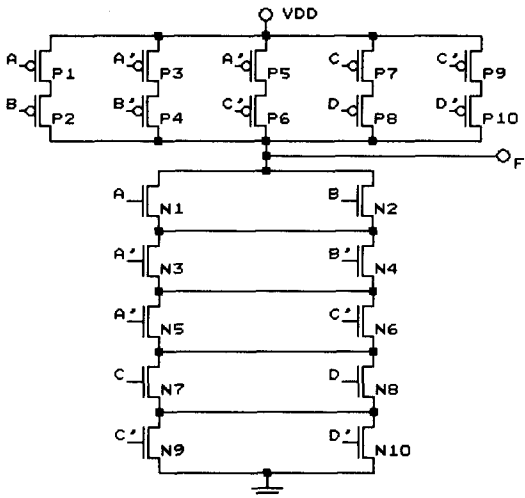 VDD
A P1 A' P3 A' P5 C P7 C' P9
B P2 B' P4 C' P6 D P8 D' P10
F
A N1 B N2
A' N3 B' N4
A' N5 C' N6
C N7 D N8
C' N9 D' N10